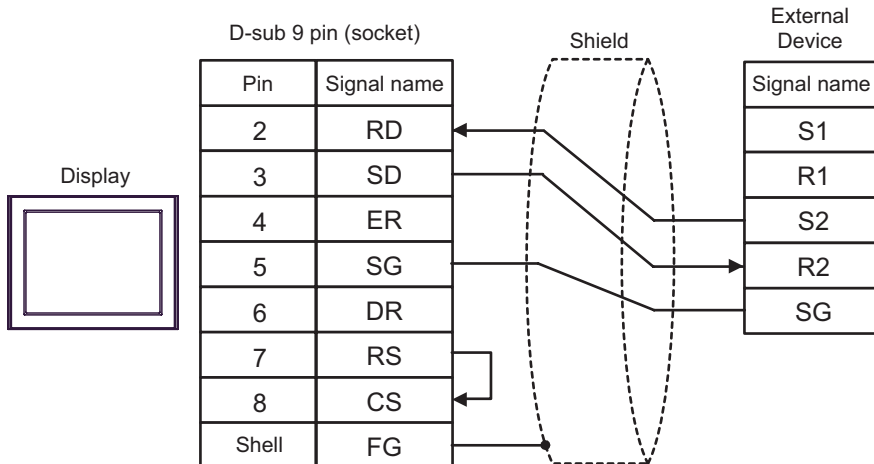 D-sub 9 pin (socket)
Shield
External
Device
Display
Pin Signal name
2 RD
3 SD
4 ER
5 SG
6 DR
7 RS
8 CS
Shell FG
Signal name
S1
R1
S2
R2
SG